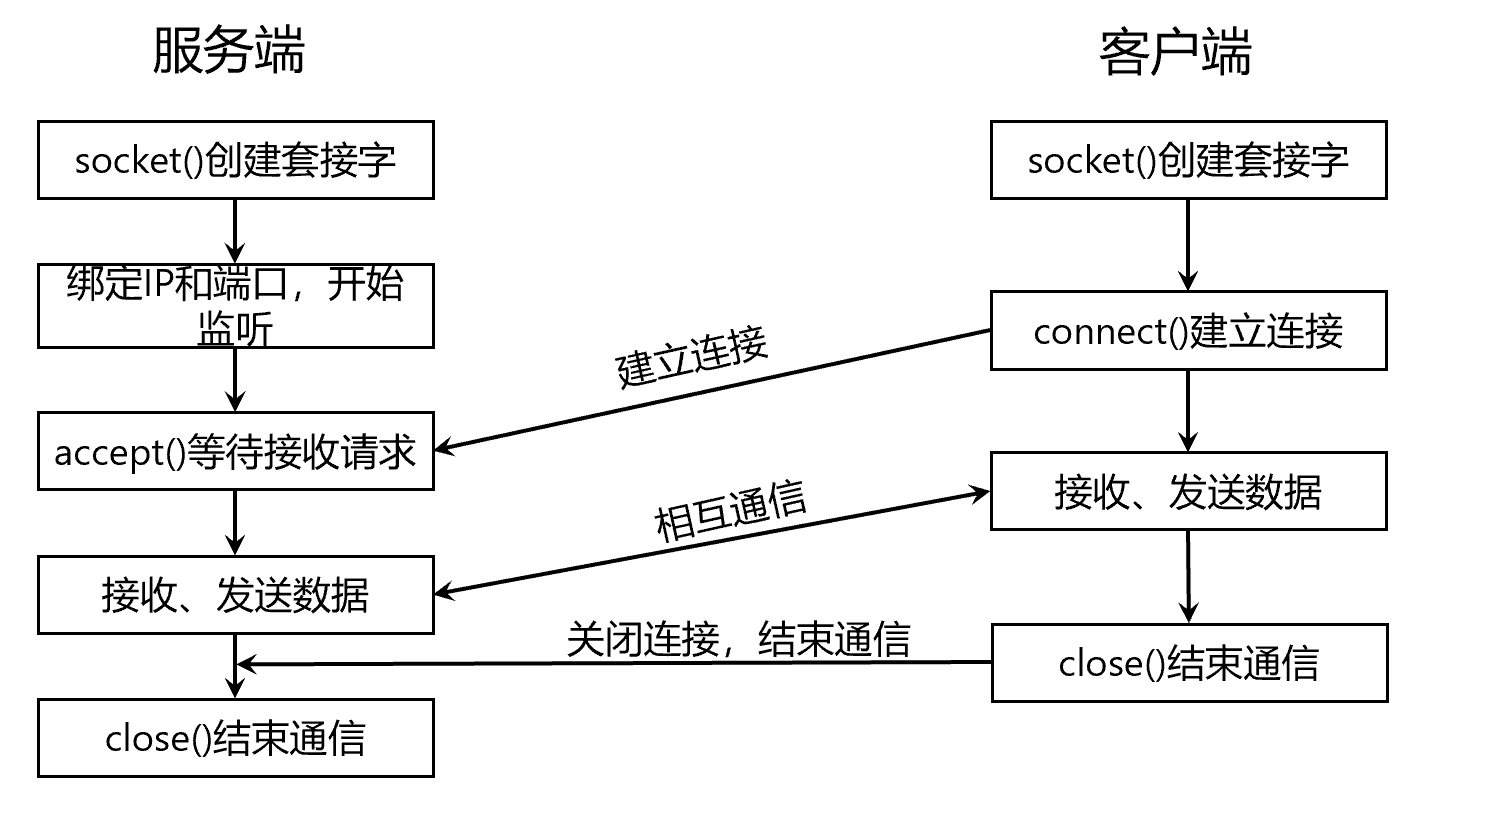 服务端
客户端
socket()创建套接字
socket()创建套接字
绑定IP和端口，开始
监听
connect()建立连接
建立连接
accept()等待接收请求
接收、发送数据
相互通信
接收、发送数据
关闭连接，结束通信
close()结束通信
close()结束通信